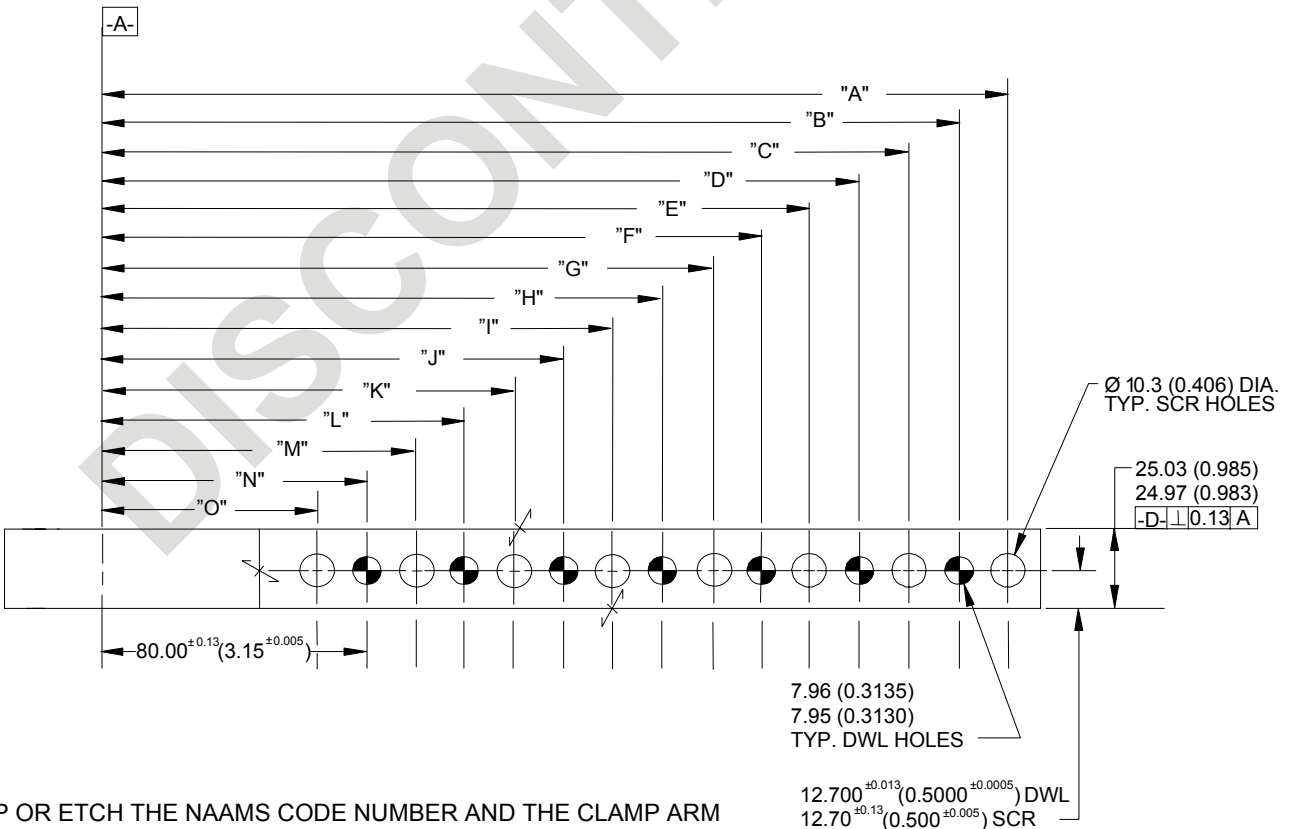 -A-
"A"
"B"
"C"
"D"
"E"
"F"
"G"
"H"
"I"
"J"
"K"
"L"
"M"
"N"
"O"
Ø 10.3 (0.406) DIA.
TYP. SCR HOLES
25.03 (0.985)
24.97 (0.983)
-D- ⊥ 0.13 A
80.00 ±0.13 (3.15 ±0.005)
7.96 (0.3135)
7.95 (0.3130)
TYP. DWL HOLES
12.700 ±0.013 (0.5000 ±0.0005) DWL
12.70 ±0.13 (0.500 ±0.005) SCR
P OR ETCH THE NAAMS CODE NUMBER AND THE CLAMP ARM
DISCONT